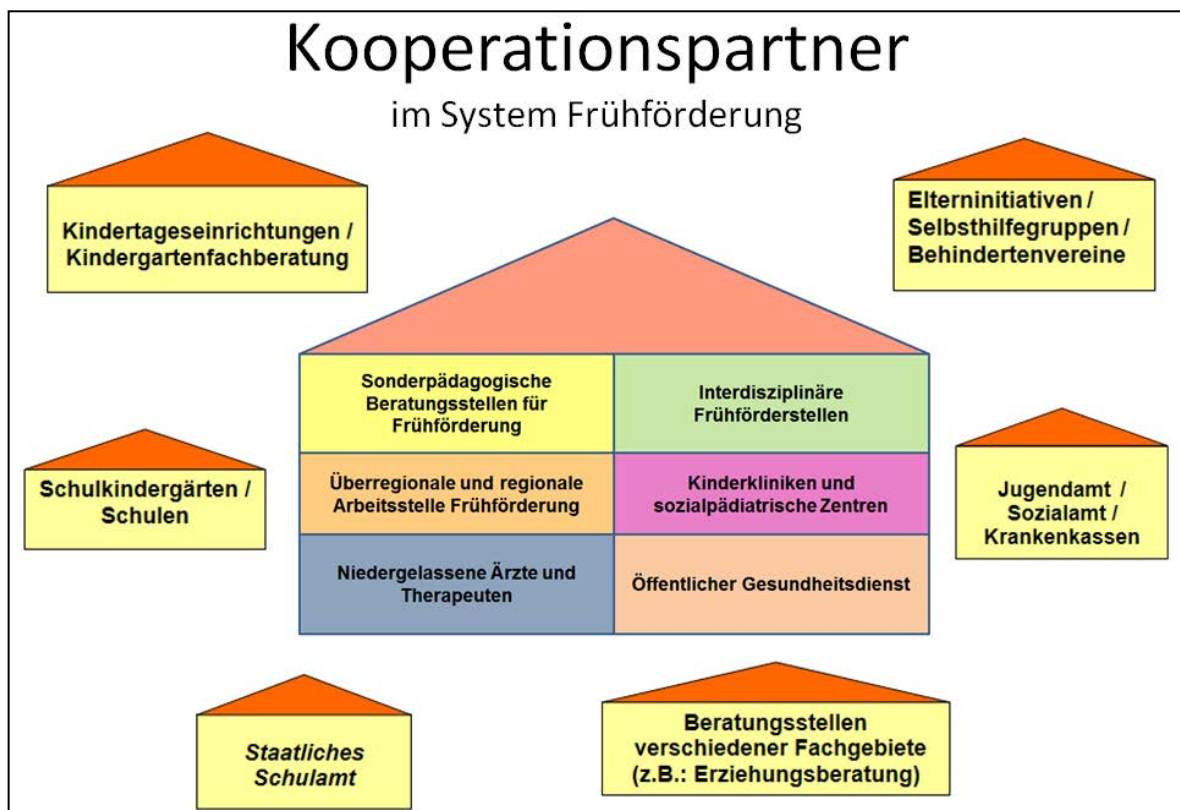 Kooperationspartner
im System Frühförderung
Kindertageseinrichtungen /
Kindergartenfachberatung
Elterninitiativen /
Selbsthilfegruppen /
Behindertenvereine
Sonderpädagogische
Beratungsstellen für
Frühförderung
Interdisziplinäre
Frühförderstellen
Schulkindergärten /
Schulen
Überregionale und regionale
Arbeitsstelle Frühförderung
Kinderkliniken und
sozialpädiatrische Zentren
Jugendamt /
Sozialamt /
Krankenkassen
Niedergelassene Ärzte und
Therapeuten
Öffentlicher Gesundheitsdienst
Staatliches
Schulamt
Beratungsstellen
verschiedener Fachgebiete
(z.B.: Erziehungsberatung)